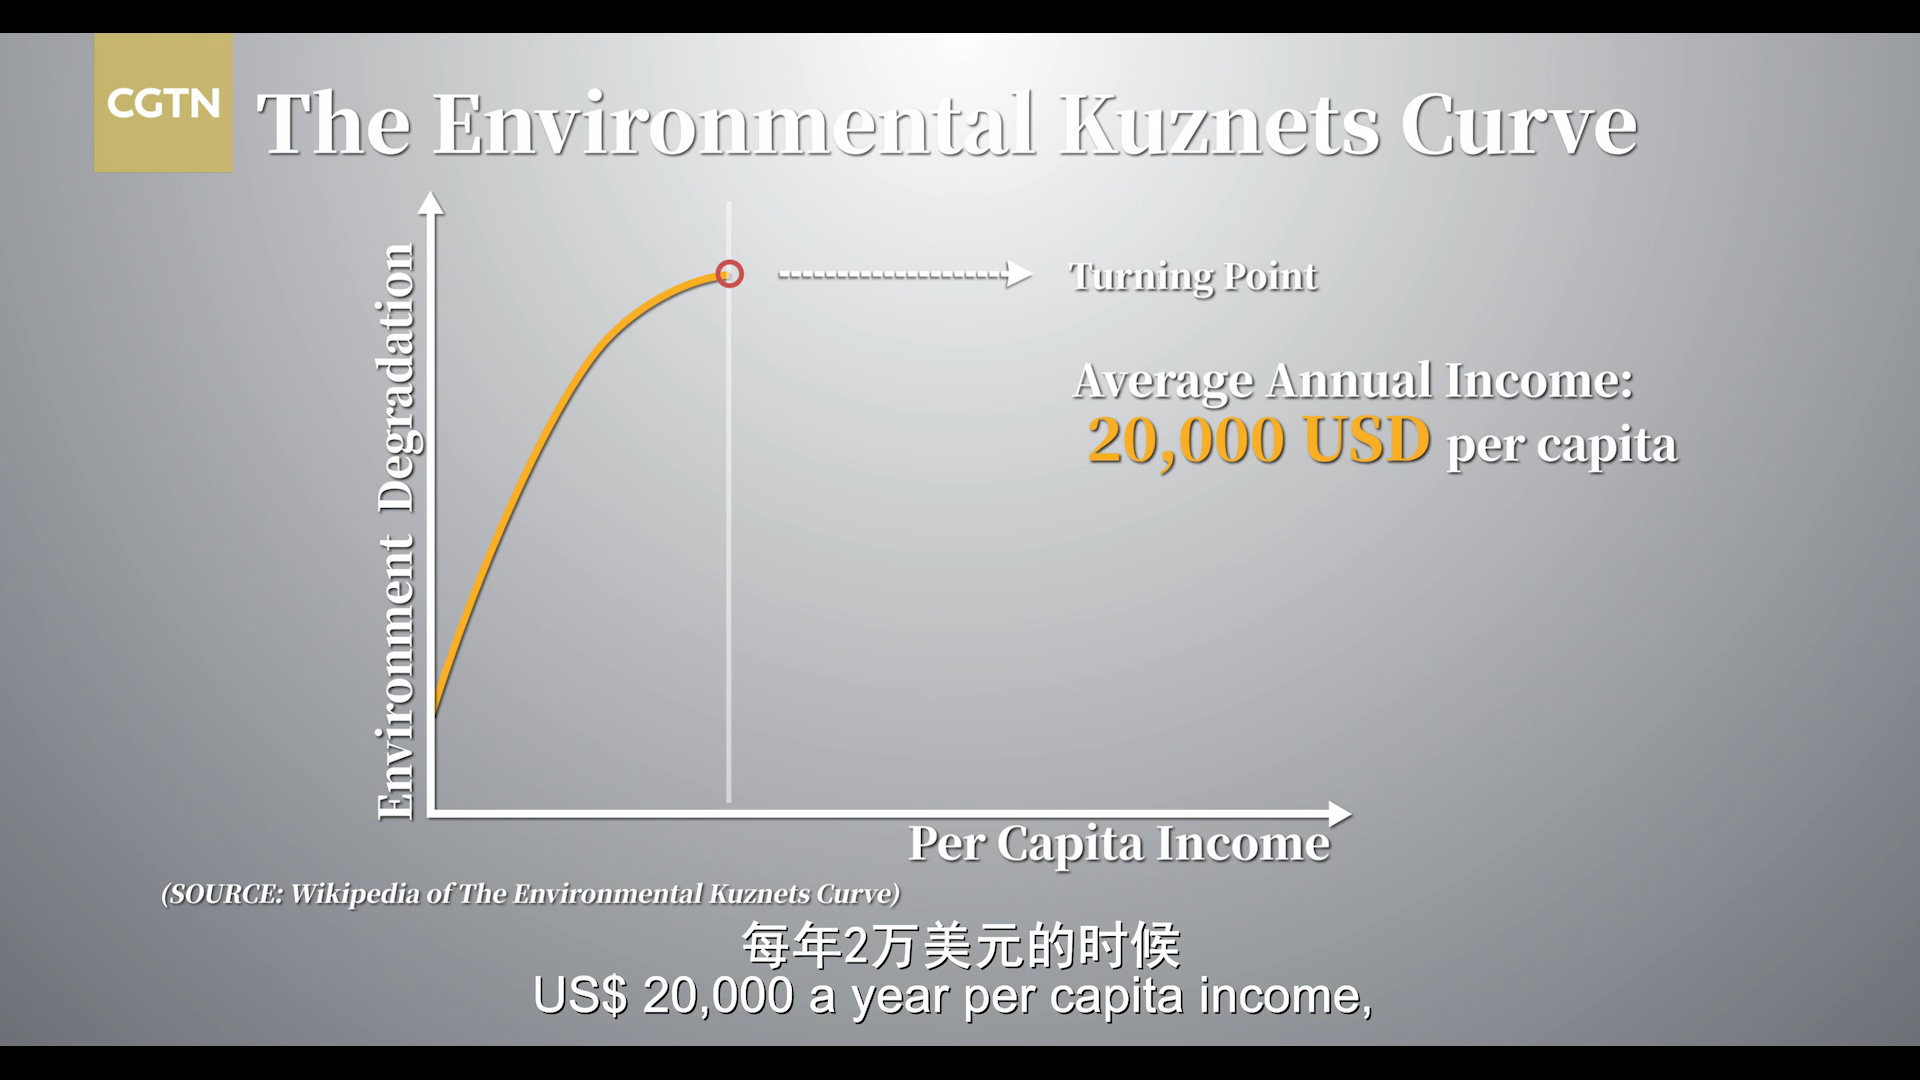 CGTN
The Environmental Kuznets Curve
Environment Degradation
Turning Point
Average Annual Income:
20,000 USD per capita
Per Capita Income
(SOURCE: Wikipedia of The Environmental Kuznets Curve)
每年2万美元的时候
US$ 20,000 a year per capita income,